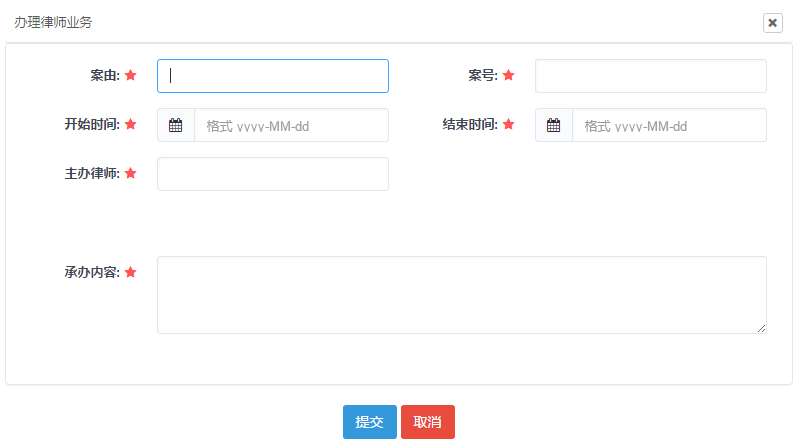 办理律师业务
案由:
案号:
开始时间:
格式 yyyy-MM-dd
结束时间:
格式 yyyy-MM-dd
主办律师:
承办内容:
提交
取消